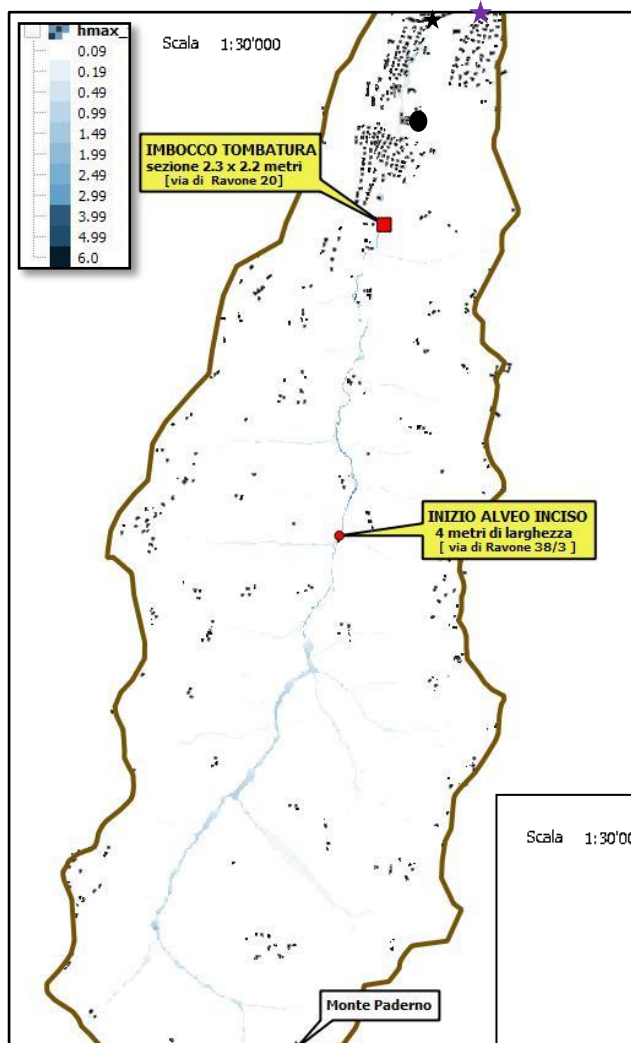 hmax_
0.09
0.19
0.49
0.99
1.49
1.99
2.49
2.99
3.99
4.99
6.0
Scala 1:30'000
IMBOCCO TOMBATURA
sezione 2.3 x 2.2 metri
[via di Ravone 20]
INIZIO ALVEO INCISO
4 metri di larghezza
[ via di Ravone 38/3 ]
Scala 1:30'00
Monte Paderno